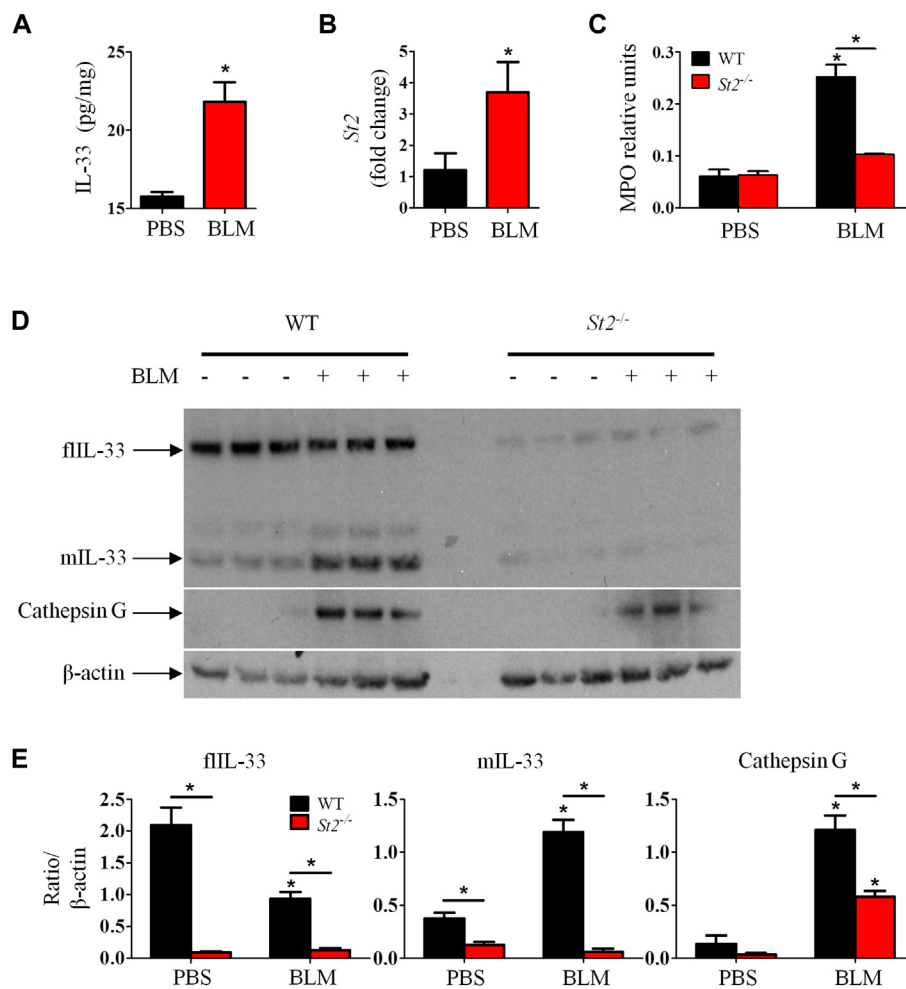 A
IL-33 (pg/mg)
25
20
15
*
PBS BLM
B
St2
(fold change)
5
4
3
2
1
0
*
PBS BLM
C
MPO relative units
0.3
0.2
0.1
0.0
WT
St2-/-
*
*
PBS BLM
D
WT St2-/-
BLM - - - + + + - - - + + +
flIL-33
mIL-33
Cathepsin G
β-actin
E
flIL-33
Ratio/
β-actin
2.5
2.0
1.5
1.0
0.5
0.0
WT
St2-/-
*
*
*
PBS BLM
mIL-33
1.5
1.0
0.5
0.0
*
*
*
PBS BLM
Cathepsin G
1.5
1.0
0.5
0.0
*
*
*
PBS BLM